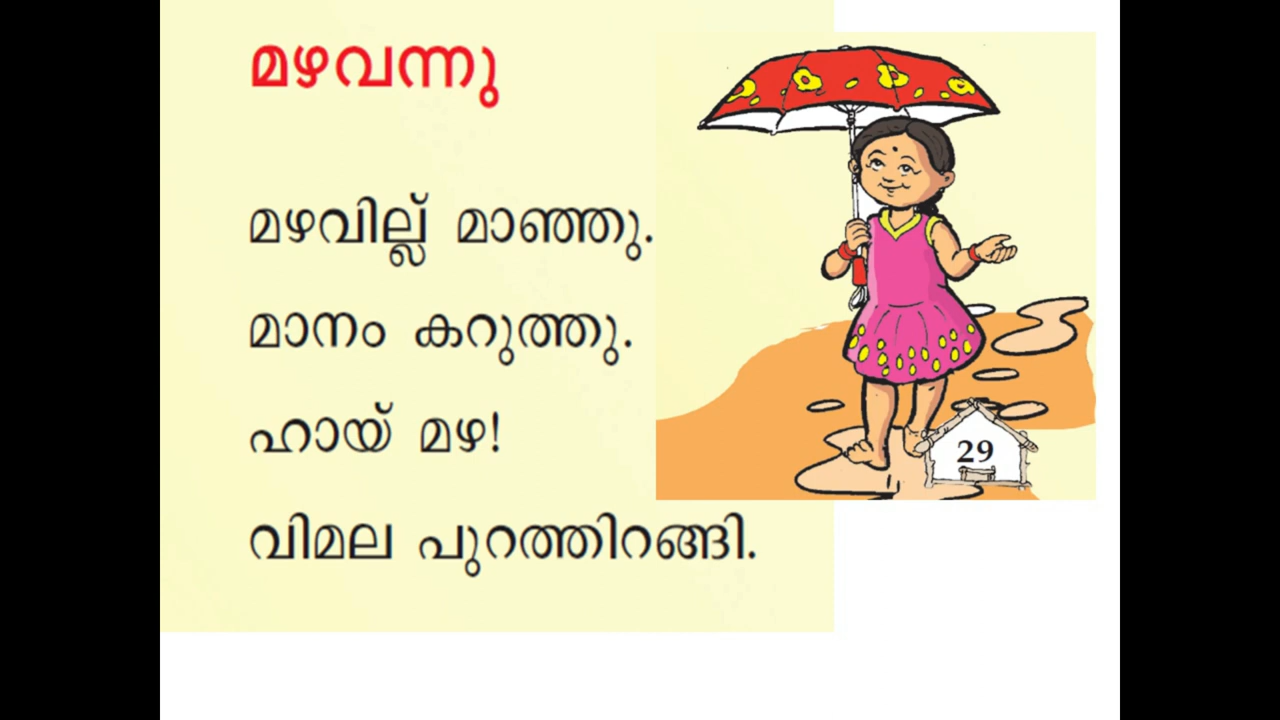 മഴവന്നു
മഴവില്ല് മാഞ്ഞു.
മാനം കറുത്തു.
ഹായ് മഴ!
വിമല പുറത്തിറങ്ങി.
29